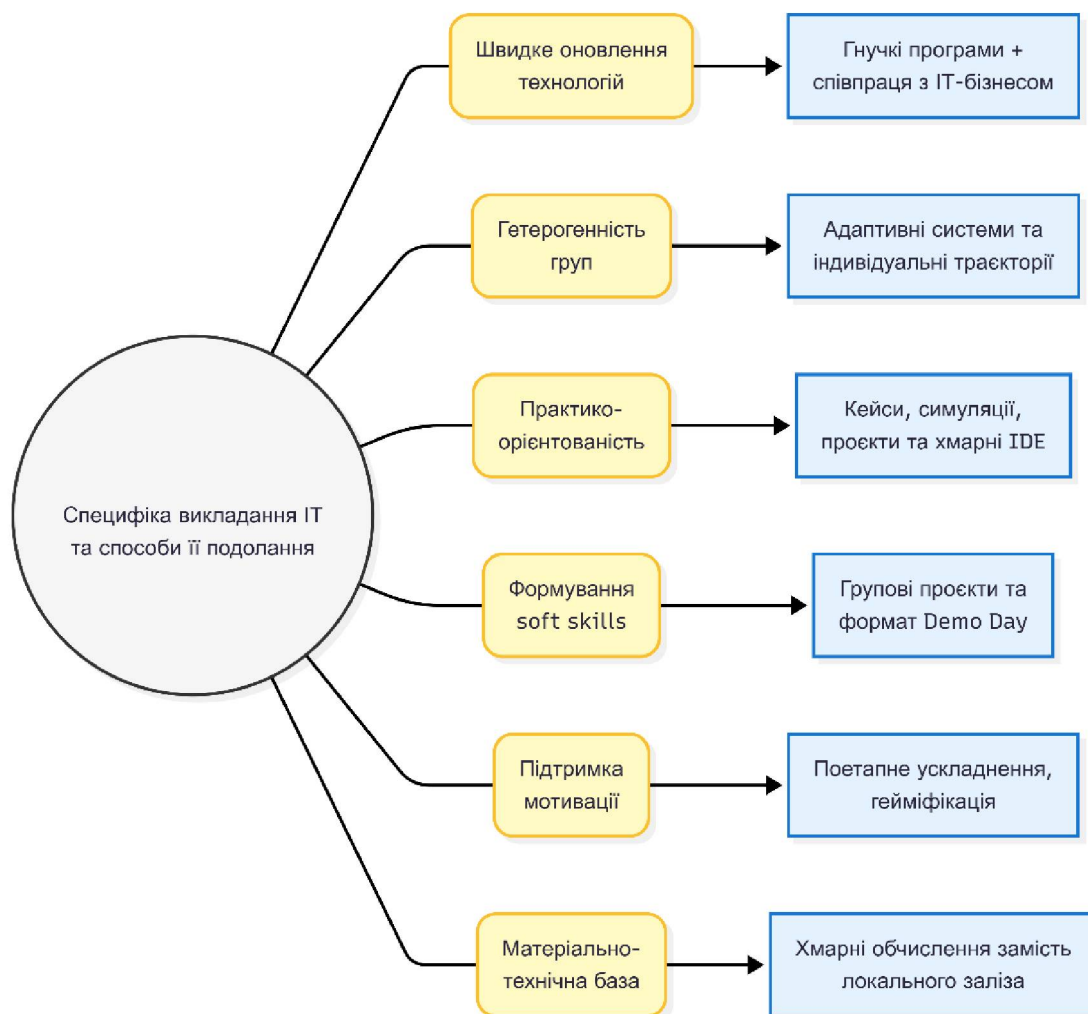 Швидке оновлення
технологій
Гнучкі програми +
співпраця з ІТ-бізнесом
Гетерогенність
груп
Адаптивні системи та
індивідуальні траєкторії
Практико-
орієнтованість
Кейси, симуляції,
проєкти та хмарні IDE
Специфіка викладання ІТ
та способи її подолання
Формування
soft skills
Групові проєкти та
формат Demo Day
Підтримка
мотивації
Поетапне ускладнення,
гейміфікація
Матеріально-
технічна база
Хмарні обчислення замість
локального заліза